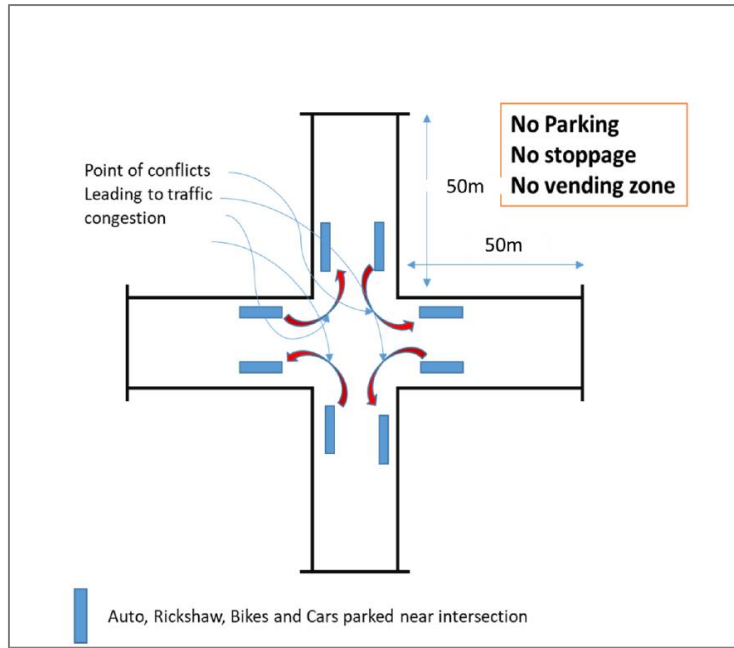 No Parking
No stoppage
No vending zone
Point of conflicts
Leading to traffic
congestion
50m
50m
Auto, Rickshaw, Bikes and Cars parked near intersection